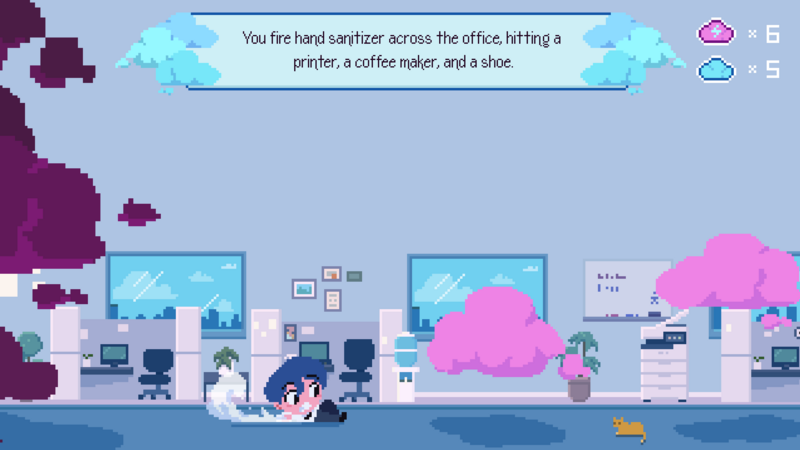 You fire hand sanitizer across the office, hitting a
printer, a coffee maker, and a shoe.
× 6
× 5